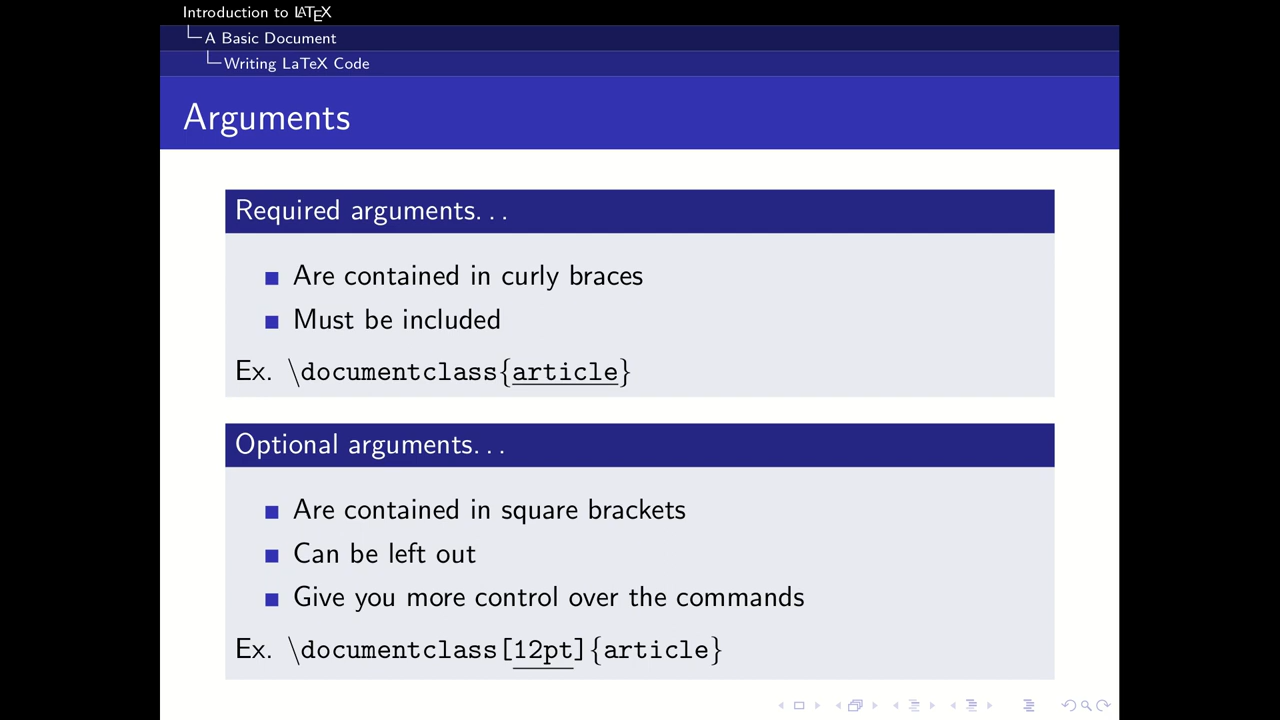 Introduction to LATEX
A Basic Document
Writing LaTeX Code
Arguments
Required arguments...
Are contained in curly braces
Must be included
Ex. \documentclass{article}
Optional arguments...
Are contained in square brackets
Can be left out
Give you more control over the commands
Ex. \documentclass[12pt]{article}